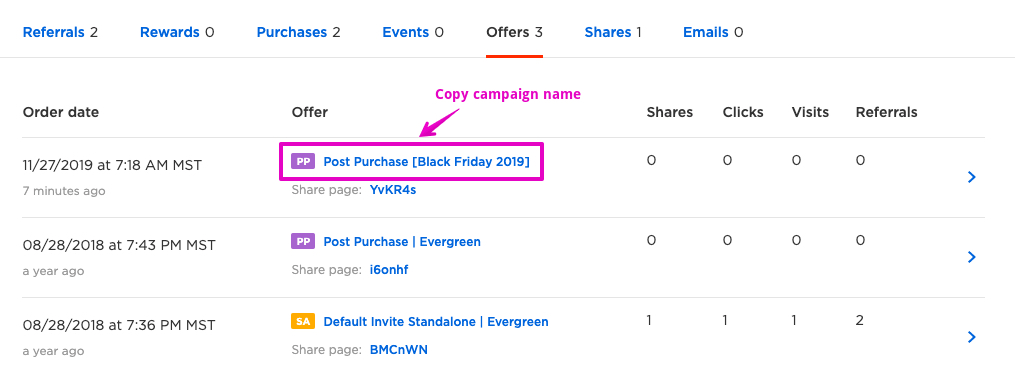 Referrals 2 Rewards 0 Purchases 2 Events 0 Offers 3 Shares 1 Emails 0
Copy campaign name
Order date Offer Shares Clicks Visits Referrals
11/27/2019 at 7:18 AM MST PP Post Purchase [Black Friday 2019] 0 0 0 0
7 minutes ago Share page: YvKR4s
08/28/2018 at 7:43 PM MST PP Post Purchase | Evergreen 0 0 0 0
a year ago Share page: i6onhf
08/28/2018 at 7:36 PM MST SA Default Invite Standalone | Evergreen 1 1 1 2
a year ago Share page: BMCnWN